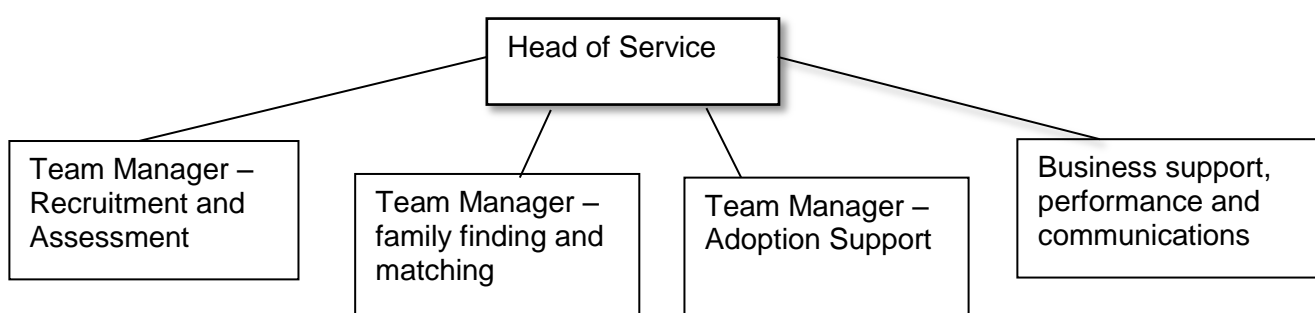 Head of Service
Team Manager –
Recruitment and
Assessment
Team Manager –
family finding and
matching
Team Manager –
Adoption Support
Business support,
performance and
communications